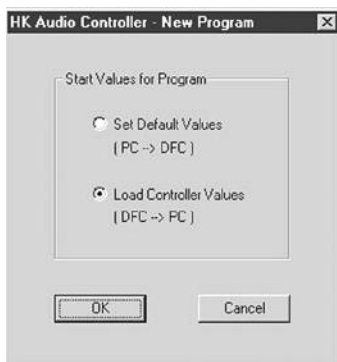 HK Audio Controller - New Program
Start Values for Program
Set Default Values
( PC --> DFC )
Load Controller Values
( DFC --> PC )
OK
Cancel